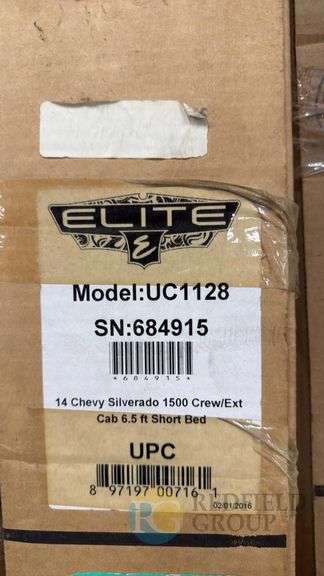 ELITE
E
Model:UC1128
SN:684915
*684915*
14 Chevy Silverado 1500 Crew/Ext
Cab 6.5 ft Short Bed
UPC
8 97197 00716 1
02/01/2016
REDFIELD
GROUP